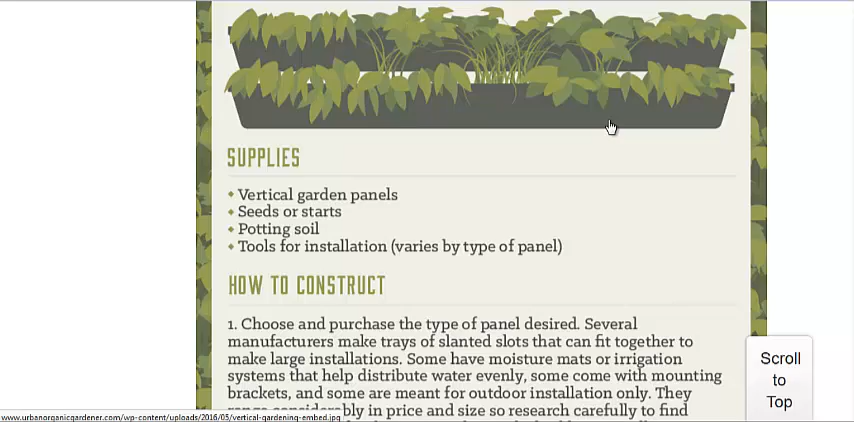 SUPPLIES
Vertical garden panels
Seeds or starts
Potting soil
Tools for installation (varies by type of panel)
HOW TO CONSTRUCT
1. Choose and purchase the type of panel desired. Several
manufacturers make trays of slanted slots that can fit together to
make large installations. Some have moisture mats or irrigation
systems that help distribute water evenly, some come with mounting
brackets, and some are meant for outdoor installation only. They
range considerably in price and size so research carefully to find
Scroll
to
Top
www.urbanorganicgardener.com/wp-content/uploads/2016/05/vertical-gardening-embed.jpg